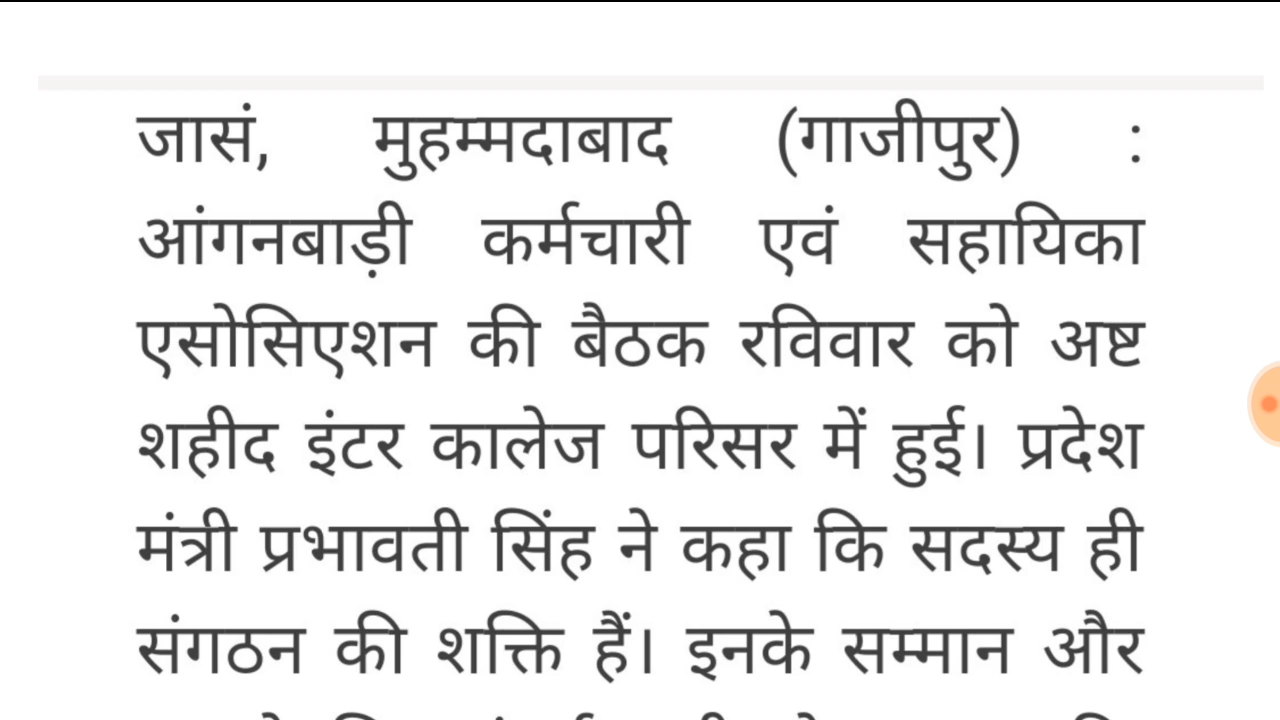 जासं, मुहम्मदाबाद (गाजीपुर) :
आंगनबाड़ी कर्मचारी एवं सहायिका
एसोसिएशन की बैठक रविवार को अष्ट
शहीद इंटर कालेज परिसर में हुई। प्रदेश
मंत्री प्रभावती सिंह ने कहा कि सदस्य ही
संगठन की शक्ति हैं। इनके सम्मान और